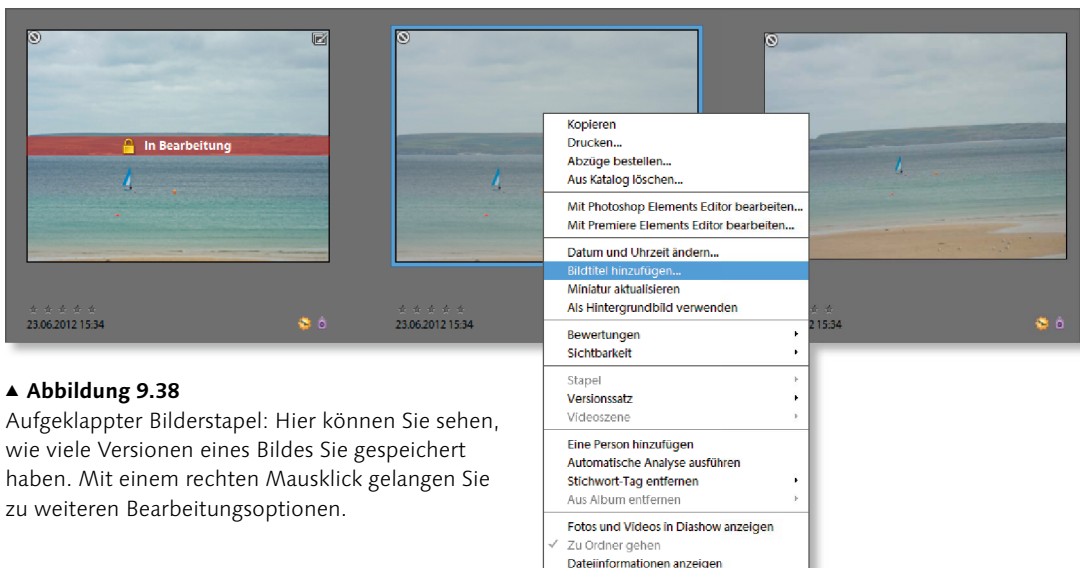 In Bearbeitung
23.06.2012 15:34
23.06.2012 15:34
2 15:34
Kopieren
Drucken...
Abzüge bestellen...
Aus Katalog löschen...
Mit Photoshop Elements Editor bearbeiten...
Mit Premiere Elements Editor bearbeiten...
Datum und Uhrzeit ändern...
Bildtitel hinzufügen...
Miniatur aktualisieren
Als Hintergrundbild verwenden
Bewertungen
Sichtbarkeit
Stapel
Versionssatz
Videoszene
Eine Person hinzufügen
Automatische Analyse ausführen
Stichwort-Tag entfernen
Aus Album entfernen
Fotos und Videos in Diashow anzeigen
Zu Ordner gehen
Dateiinformationen anzeigen
▲ Abbildung 9.38
Aufgeklappter Bilderstapel: Hier können Sie sehen,
wie viele Versionen eines Bildes Sie gespeichert
haben. Mit einem rechten Mausklick gelangen Sie
zu weiteren Bearbeitungsoptionen.